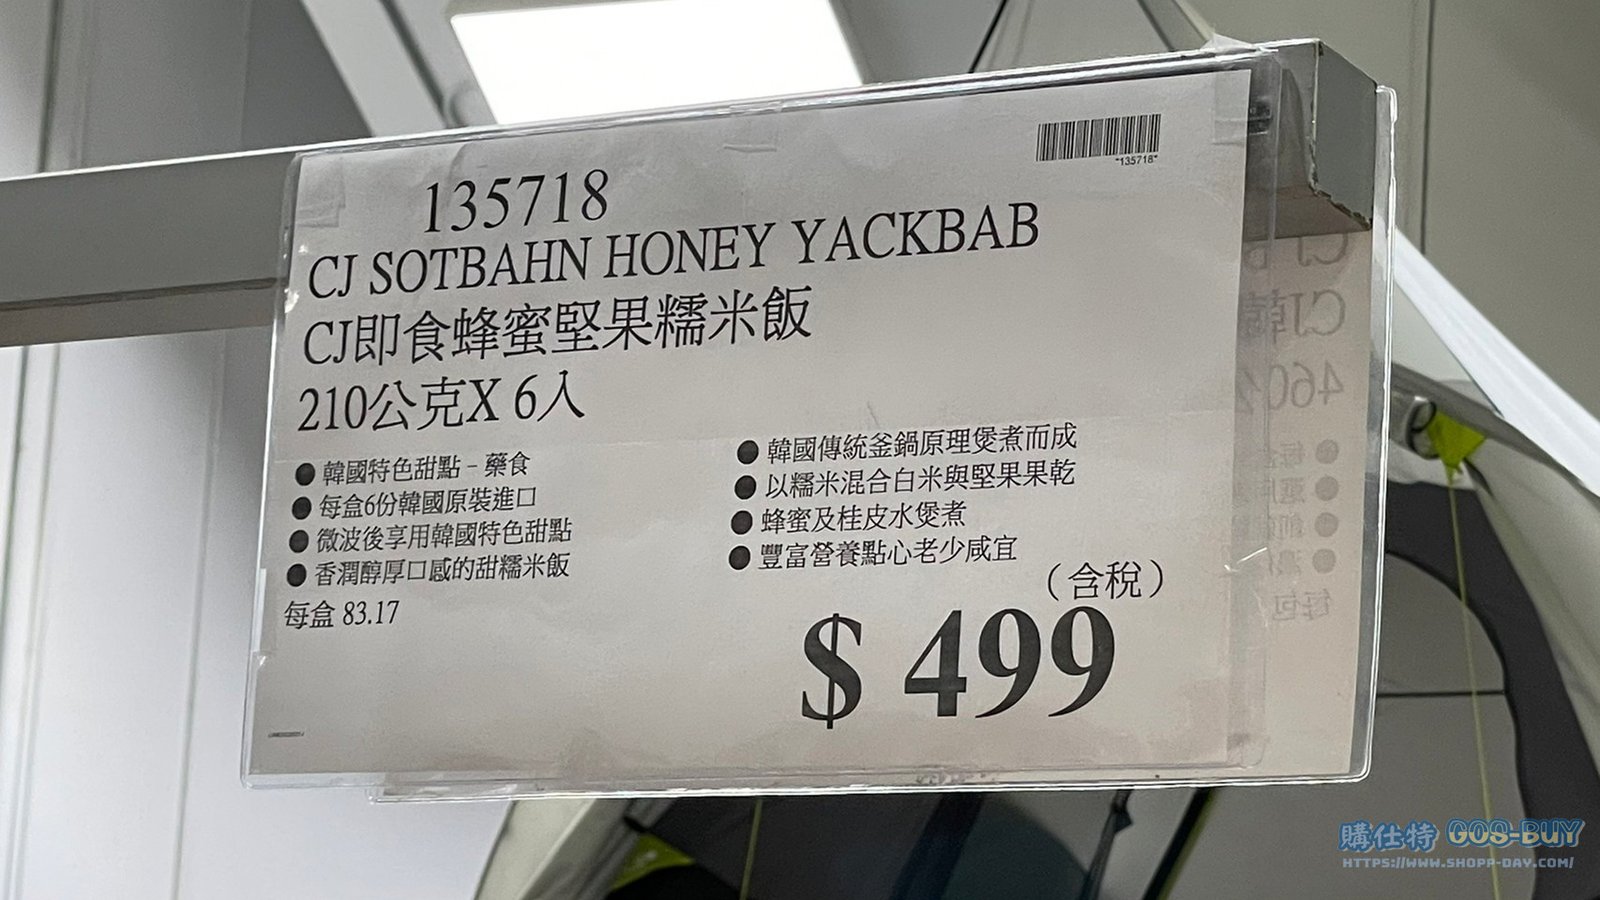 "135718"
135718
CJ SOTBAHN HONEY YACKBAB
CJ即食蜂蜜堅果糯米飯
210公克X 6入
● 韓國特色甜點－藥食
● 每盒6份韓國原裝進口
● 微波後享用韓國特色甜點
● 香潤醇厚口感的甜糯米飯
每盒 83.17
● 韓國傳統釜鍋原理煲煮而成
● 以糯米混合白米與堅果果乾
● 蜂蜜及桂皮水煲煮
● 豐富營養點心老少咸宜
（含稅）
$ 499
購仕特 GOS-BUY
HTTPS://WWW.SHOPP-DAY.COM/